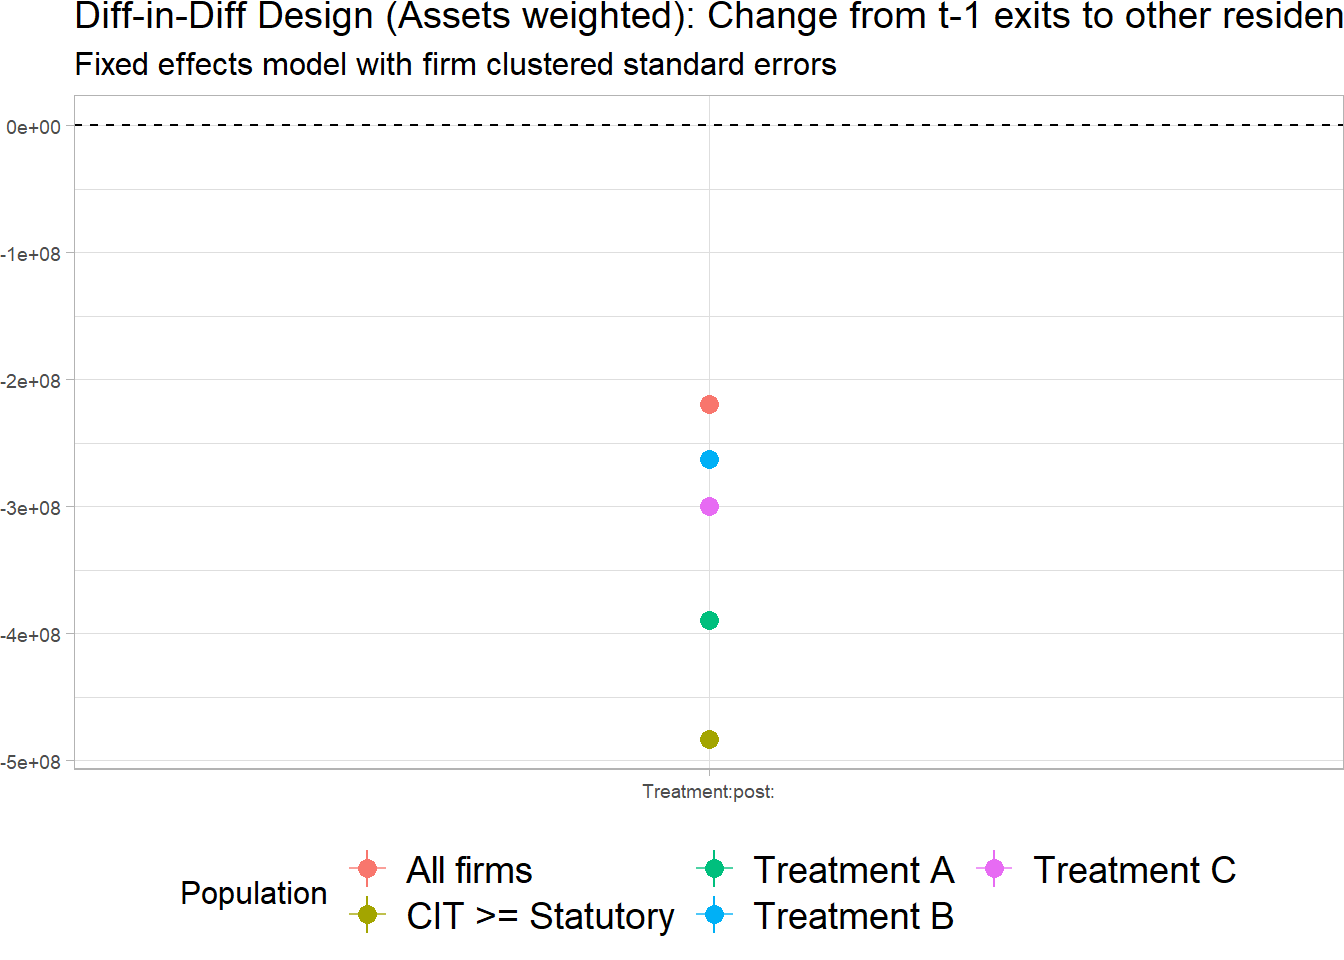 Diff-in-Diff Design (Assets weighted): Change from t-1 exits to other residen
Fixed effects model with firm clustered standard errors
0e+00
-1e+08
-2e+08
-3e+08
-4e+08
-5e+08
Treatment:post:
Population
All firms
CIT >= Statutory
Treatment A
Treatment B
Treatment C